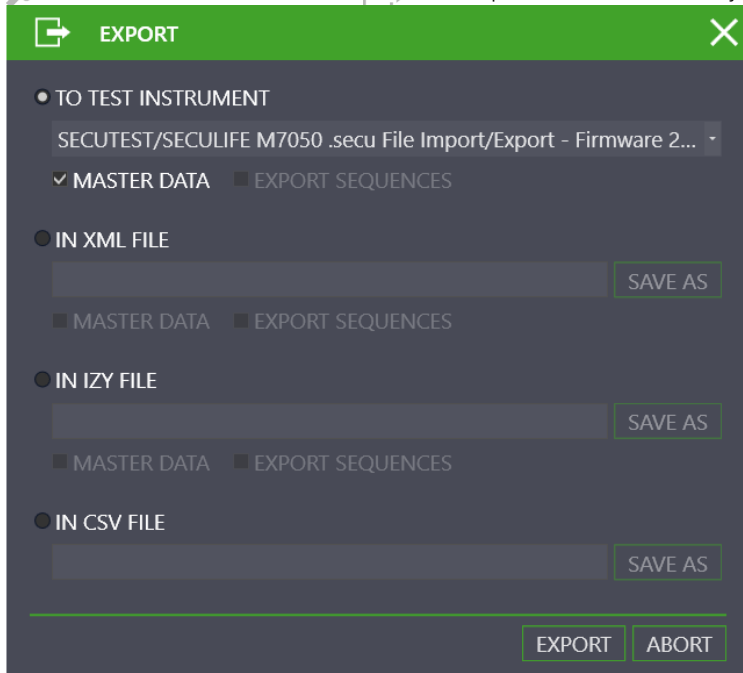 EXPORT
TO TEST INSTRUMENT
SECUTEST/SECULIFE M7050 .secu File Import/Export - Firmware 2...
MASTER DATA EXPORT SEQUENCES
IN XML FILE
SAVE AS
MASTER DATA EXPORT SEQUENCES
IN IZY FILE
SAVE AS
MASTER DATA EXPORT SEQUENCES
IN CSV FILE
SAVE AS
EXPORT ABORT